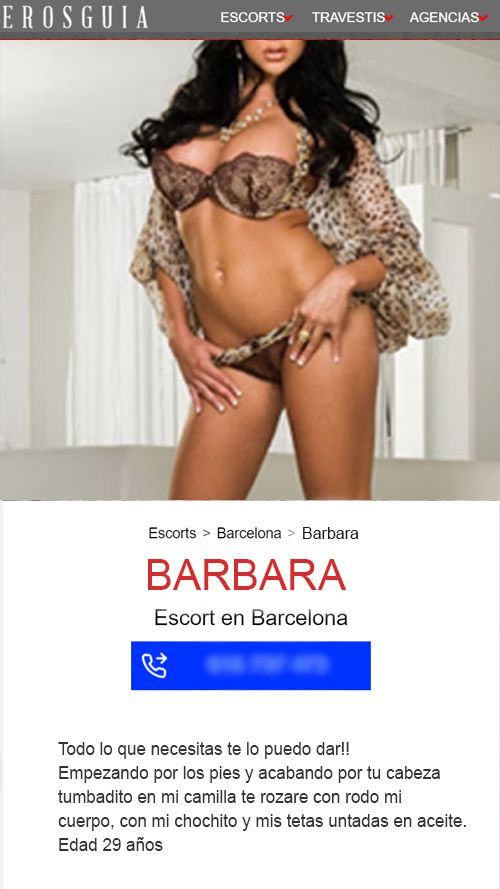 EROSGUIA
ESCORTS TRAVESTIS AGENCIAS
Escorts > Barcelona > Barbara
BARBARA
Escort en Barcelona
Todo lo que necesitas te lo puedo dar!!
Empezando por los pies y acabando por tu cabeza
tumbadito en mi camilla te rozare con rodo mi
cuerpo, con mi chochito y mis tetas untadas en aceite.
Edad 29 años